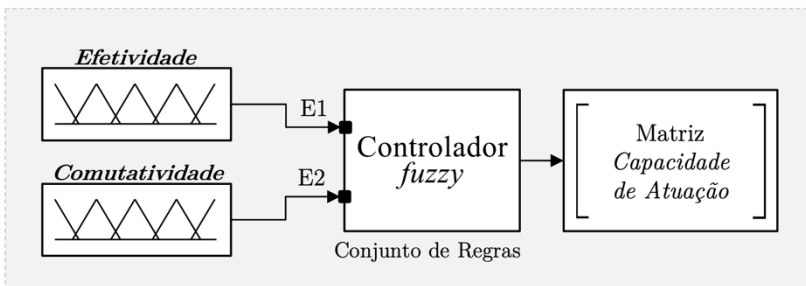 Efetividade
E1
Comutatividade
E2
Controlador
fuzzy
Conjunto de Regras
Matriz
Capacidade
de Atuação